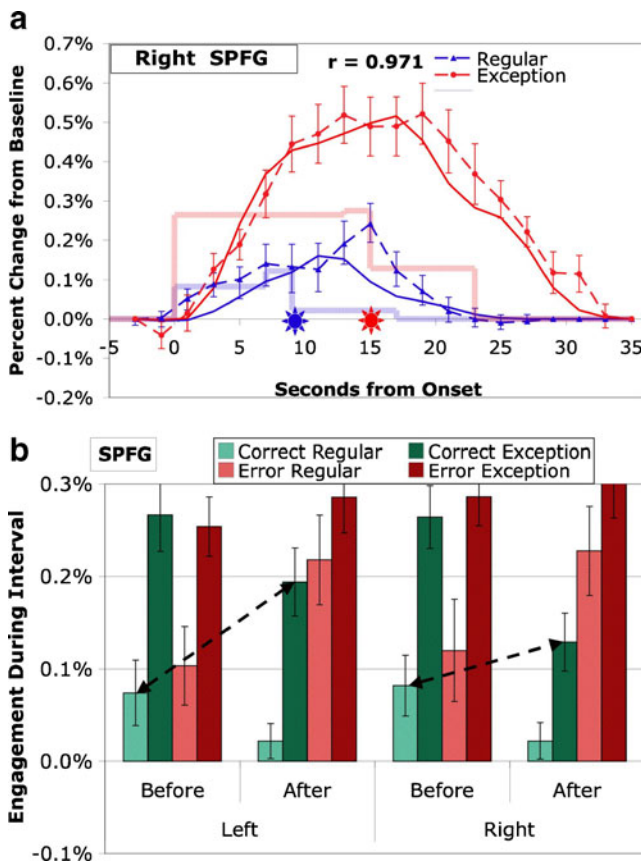 a
0.7%
Right SPFG
r = 0.971
Regular
Exception
0.6%
0.5%
0.4%
0.3%
0.2%
0.1%
0.0%
-0.1%
-0.2%
Percent Change from Baseline
-5 0 5 10 15 20 25 30 35
Seconds from Onset
b
SPFG
Correct Regular
Correct Exception
Error Regular
Error Exception
0.3%
0.2%
0.1%
0.0%
-0.1%
Engagement During Interval
Before After Before After
Left Right